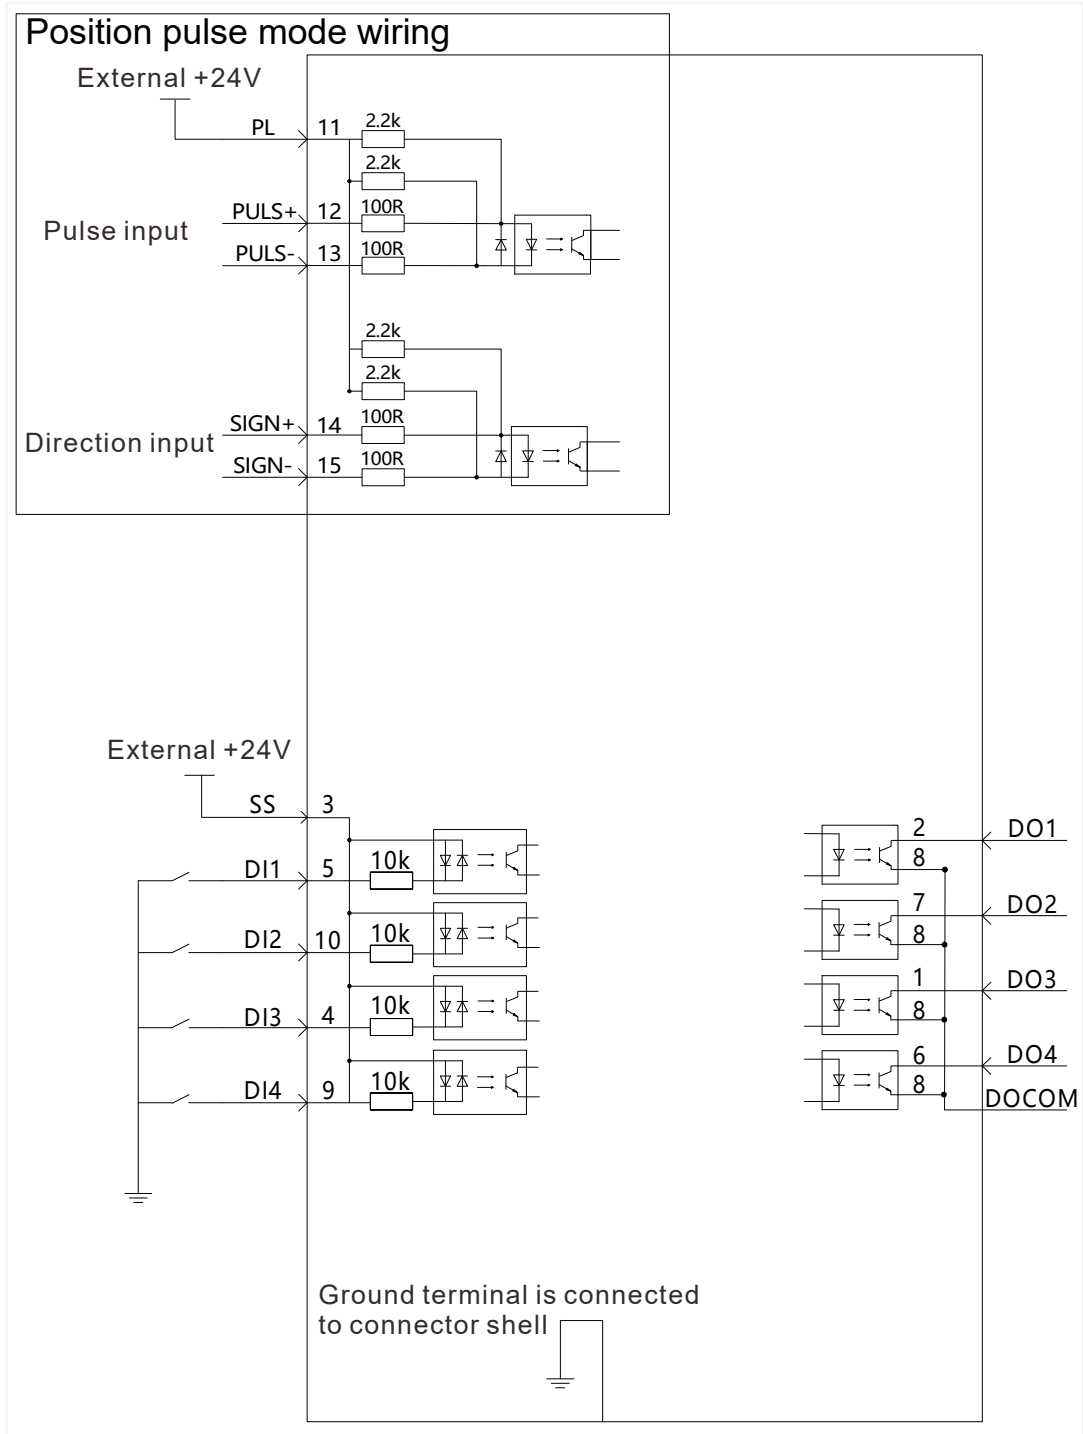 Position pulse mode wiring
External +24V
PL 11 2.2k
2.2k
PULS+ 12 100R
Pulse input
PULS- 13 100R
2.2k
2.2k
SIGN+ 14 100R
Direction input
SIGN- 15 100R
External +24V
SS 3
DI1 5 10k
DI2 10 10k
DI3 4 10k
DI4 9 10k
2 DO1
8
7 DO2
8
1 DO3
8
6 DO4
8
DOCOM
Ground terminal is connected
to connector shell